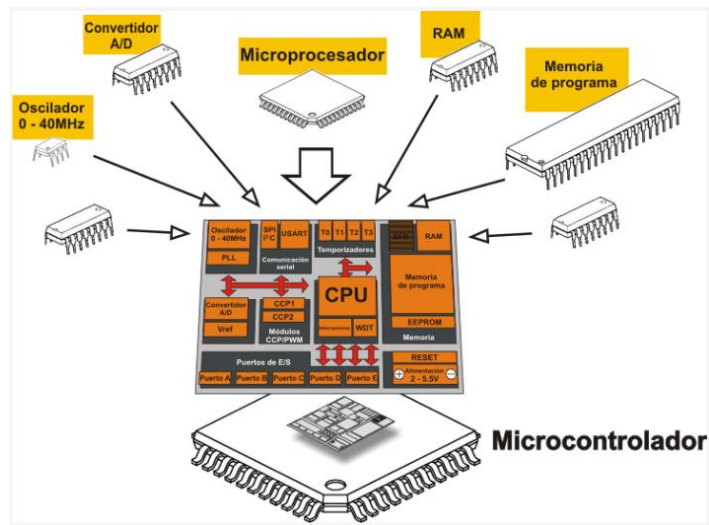 Convertidor
A/D
Microprocesador
RAM
Memoria
de programa
Oscilador
0 - 40MHz
Oscilador
0 - 40MHz
PLL
SPI
I²C
USART
Comunicación
serial
T0 T1 T2 T3
Temporizadores
RAM
Memoria
de programa
EEPROM
Memoria
Convertidor
A/D
Vref
CCP1
CCP2
Módulos
CCP/PWM
CPU
Interrupciones
WDT
Puertos de E/S
Puerto A Puerto B Puerto C Puerto D Puerto E
RESET
Alimentación
2 - 5.5V
Microcontrolador